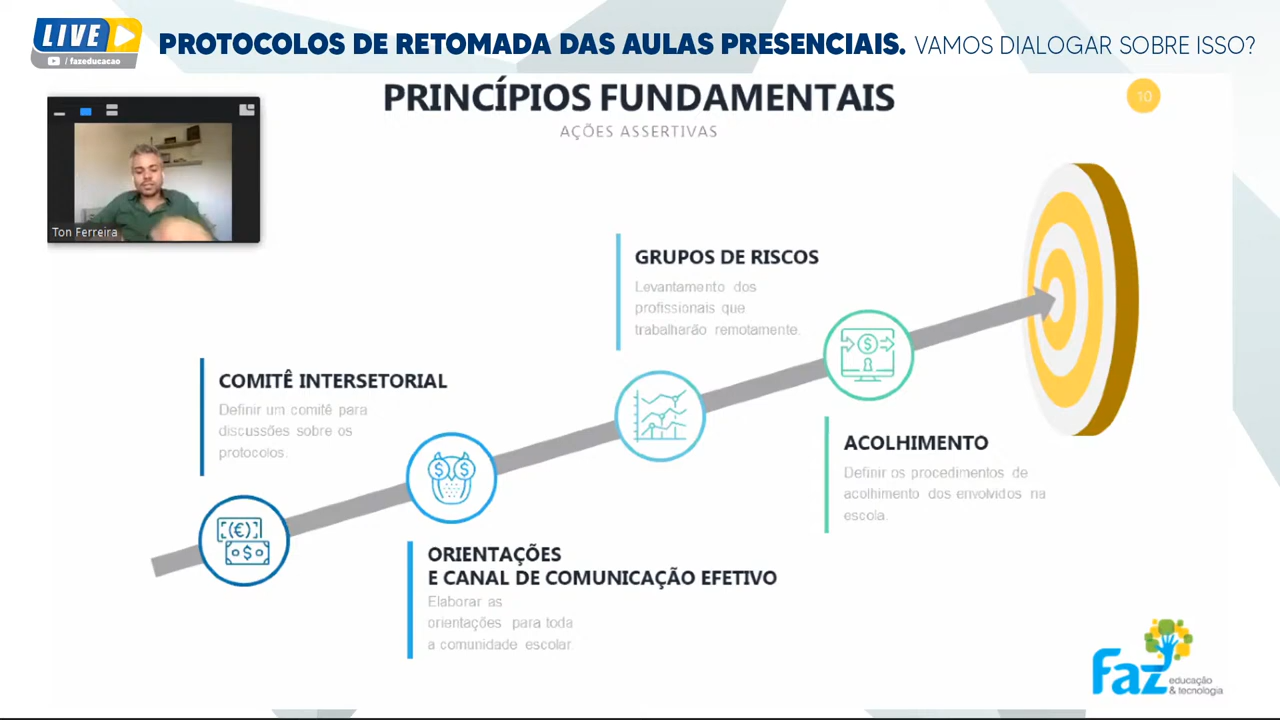 LIVE
/ fazeducacao
PROTOCOLOS DE RETOMADA DAS AULAS PRESENCIAIS. VAMOS DIALOGAR SOBRE ISSO?
PRINCÍPIOS FUNDAMENTAIS
AÇÕES ASSERTIVAS
10
Ton Ferreira
GRUPOS DE RISCOS
Levantamento dos
profissionais que
trabalharão remotamente.
COMITÊ INTERSETORIAL
Definir um comitê para
discussões sobre os
protocolos.
ACOLHIMENTO
Definir os procedimentos de
acolhimento dos envolvidos na
escola.
ORIENTAÇÕES
E CANAL DE COMUNICAÇÃO EFETIVO
Elaborar as
orientações para toda
a comunidade escolar.
(€)
$
$ $
$
Faz
educação
& tecnologia